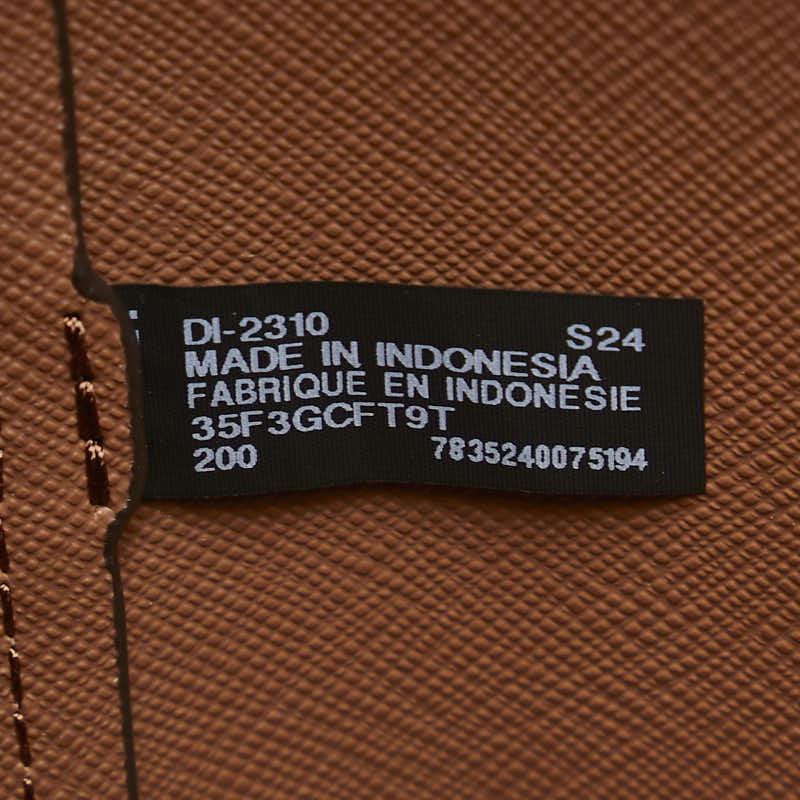 DI-2310 S24
MADE IN INDONESIA
FABRIQUE EN INDONESIE
35F3GCFT9T
200 7835240075194